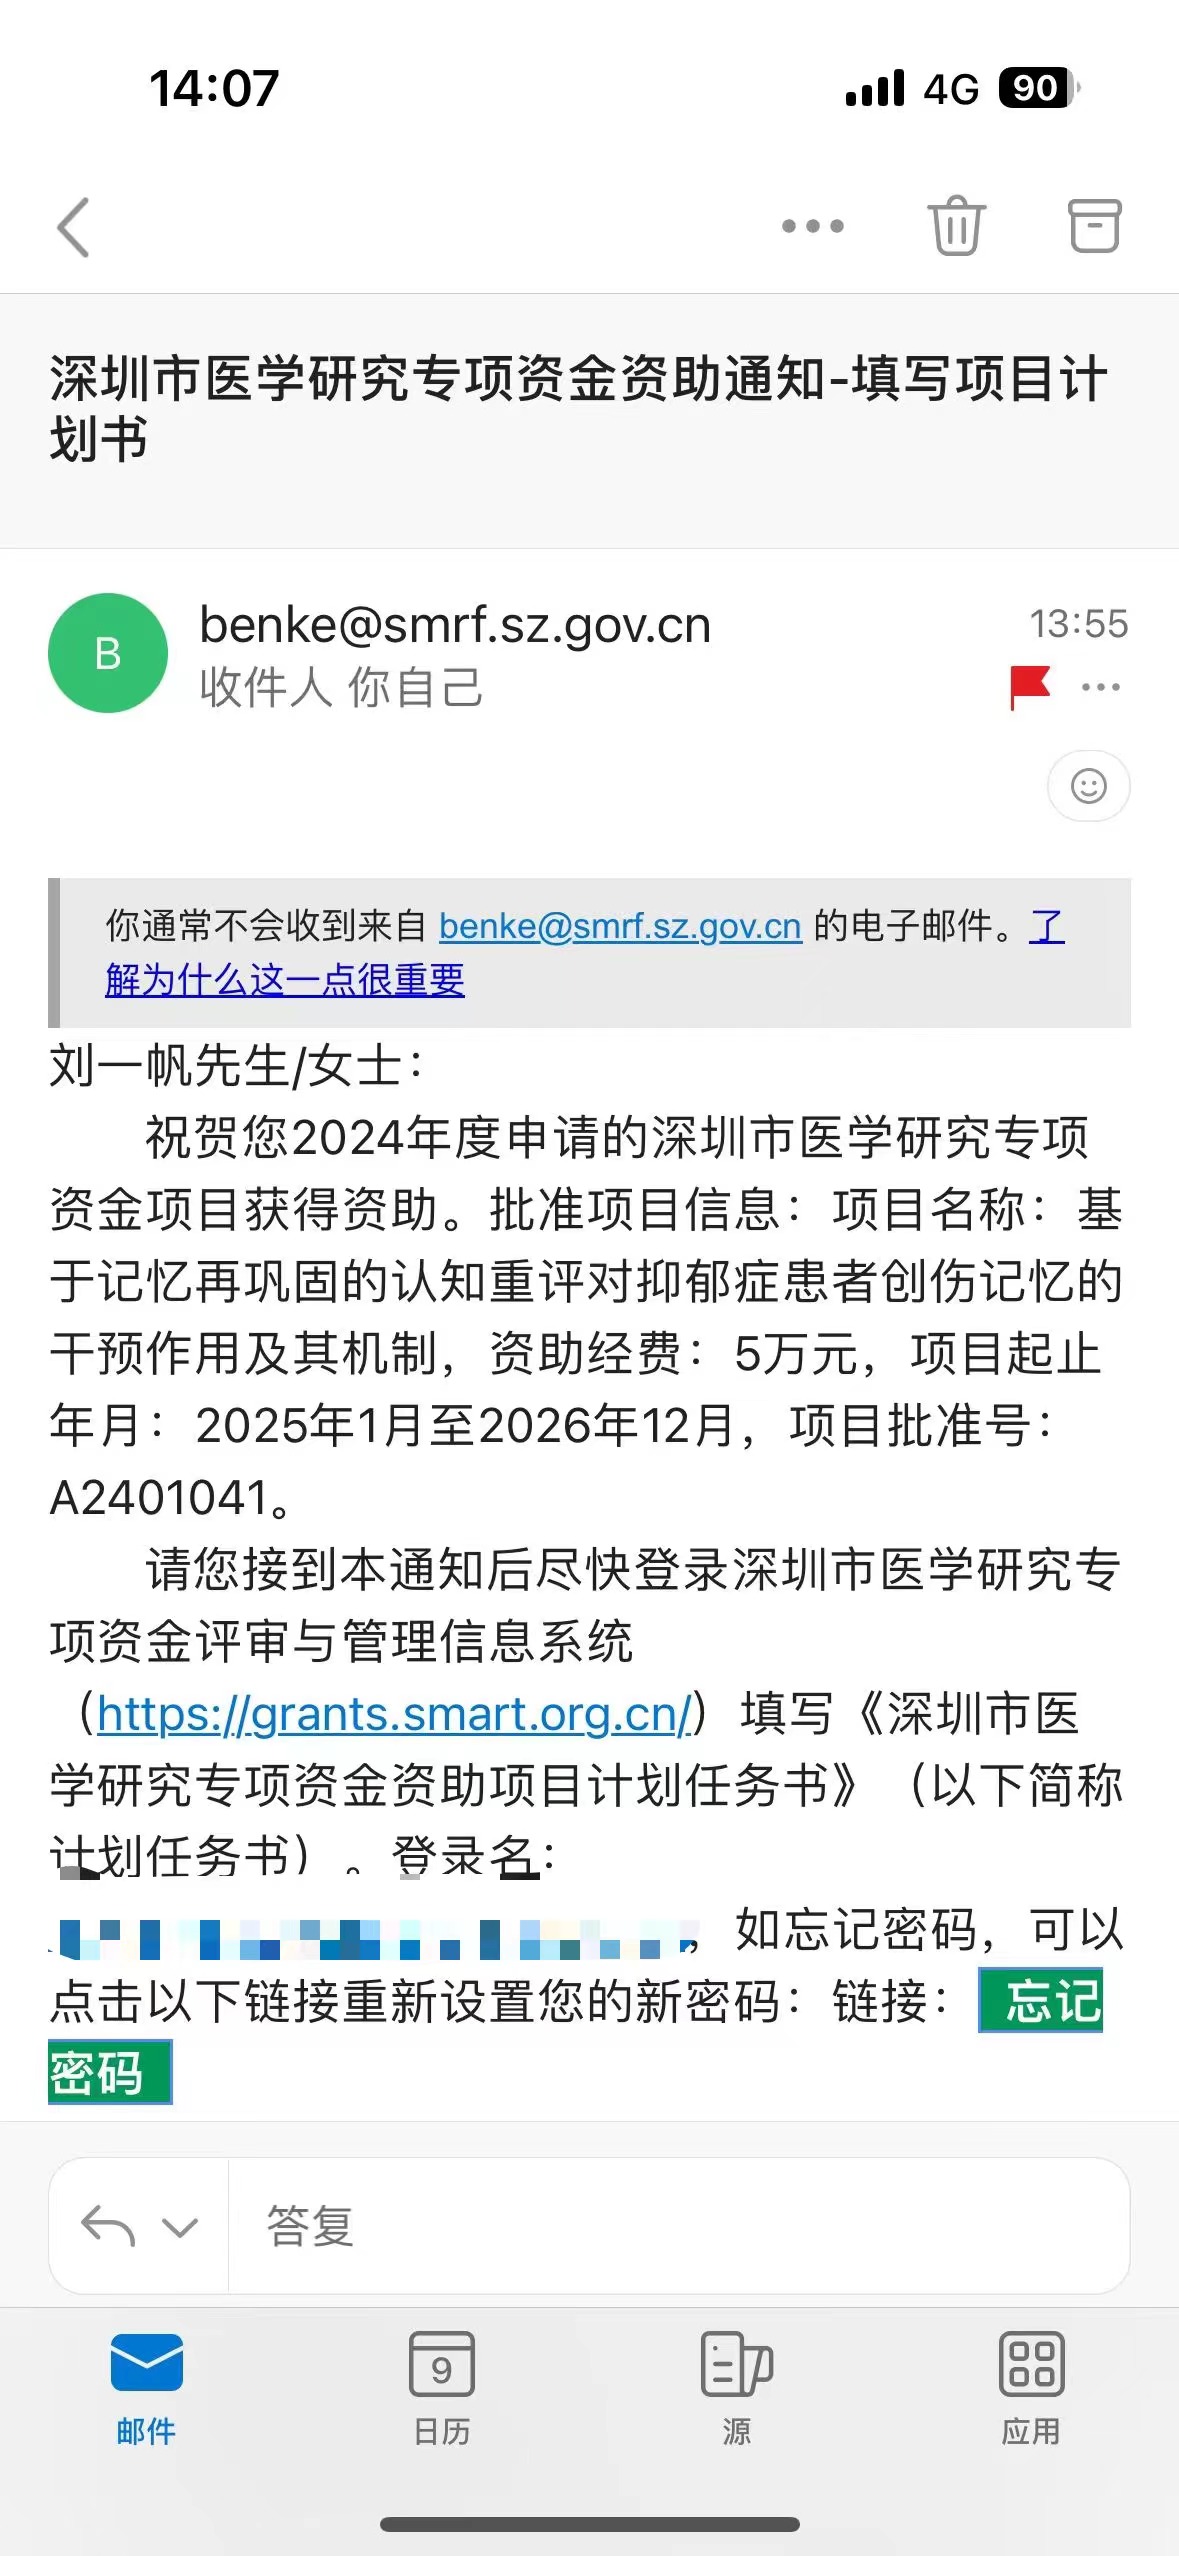 14:07
4G 90
深圳市医学研究专项资金资助通知-填写项目计
划书
B
benke@smrf.sz.gov.cn
13:55
收件人 你自己
你通常不会收到来自 benke@smrf.sz.gov.cn 的电子邮件。了
解为什么这一点很重要
刘一帆先生/女士：
祝贺您2024年度申请的深圳市医学研究专项
资金项目获得资助。批准项目信息：项目名称：基
于记忆再巩固的认知重评对抑郁症患者创伤记忆的
干预作用及其机制，资助经费：5万元，项目起止
年月：2025年1月至2026年12月，项目批准号：
A2401041。
请您接到本通知后尽快登录深圳市医学研究专
项资金评审与管理信息系统
（https://grants.smart.org.cn/）填写《深圳市医
学研究专项资金资助项目计划任务书》（以下简称
计划任务书）。登录名：
，如忘记密码，可以
点击以下链接重新设置您的新密码：链接： 忘记
密码
答复
9
邮件
日历
源
应用